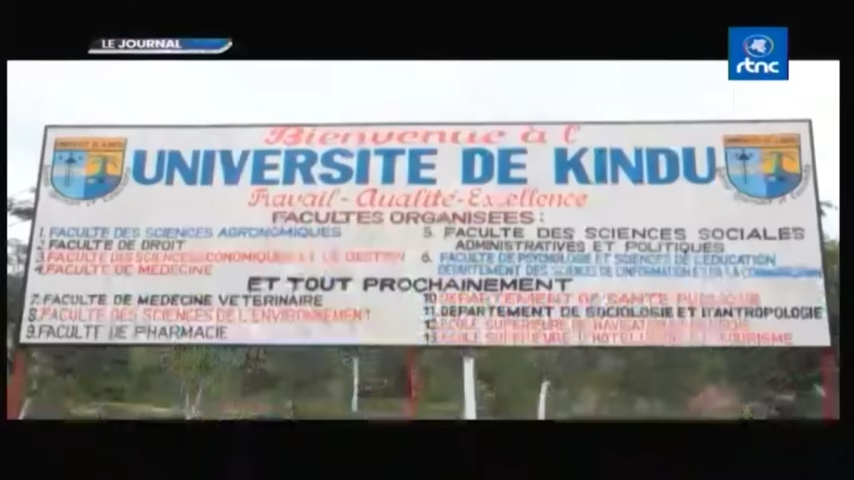 LE JOURNAL
rtnc
Bienvenue à l'
UNIVERSITE DE KINDU
Travail - Qualité - Excellence
FACULTES ORGANISEES :
1. FACULTE DES SCIENCES AGRONOMIQUES
2. FACULTE DE DROIT
3. FACULTE DES SCIENCES CONOMIQUES ET DE GESTION
4. FACULTE DE MEDECINE
5. FACULTE DES SCIENCES SOCIALES
ADMINISTRATIVES ET POLITIQUES
6. FACULTE DE PSYCHOLOGIE ET SCIENCES DE L'EDUCATION
DEPARTEMENT DES SCIENCES DE L'INFORMATION ET DE LA COMMUNICATION
ET TOUT PROCHAINEMENT
7. FACULTE DE MEDECINE VETERINAIRE
8. FACULTE DES SCIENCES DE L'ENVIRONNEMENT
9. FACULTE DE PHARMACIE
10. DEPARTEMENT DE SANTE PUBLIQUE
11. DEPARTEMENT DE SOCIOLOGIE ET D'ANTROPOLOGIE
12. ECOLE SUPERIEURE DE NAVIGATION
13. ECOLE SUPERIEURE D'HOTELLERIE ET TOURISME